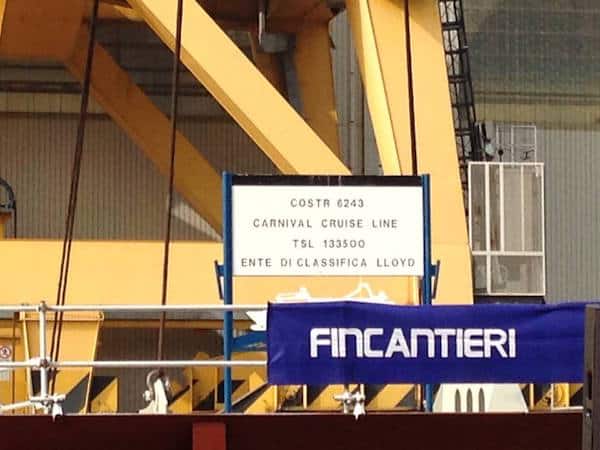 COSTR 6243
CARNIVAL CRUISE LINE
TSL 133500
ENTE DI CLASSIFICA LLOYD
FINCANTIERI